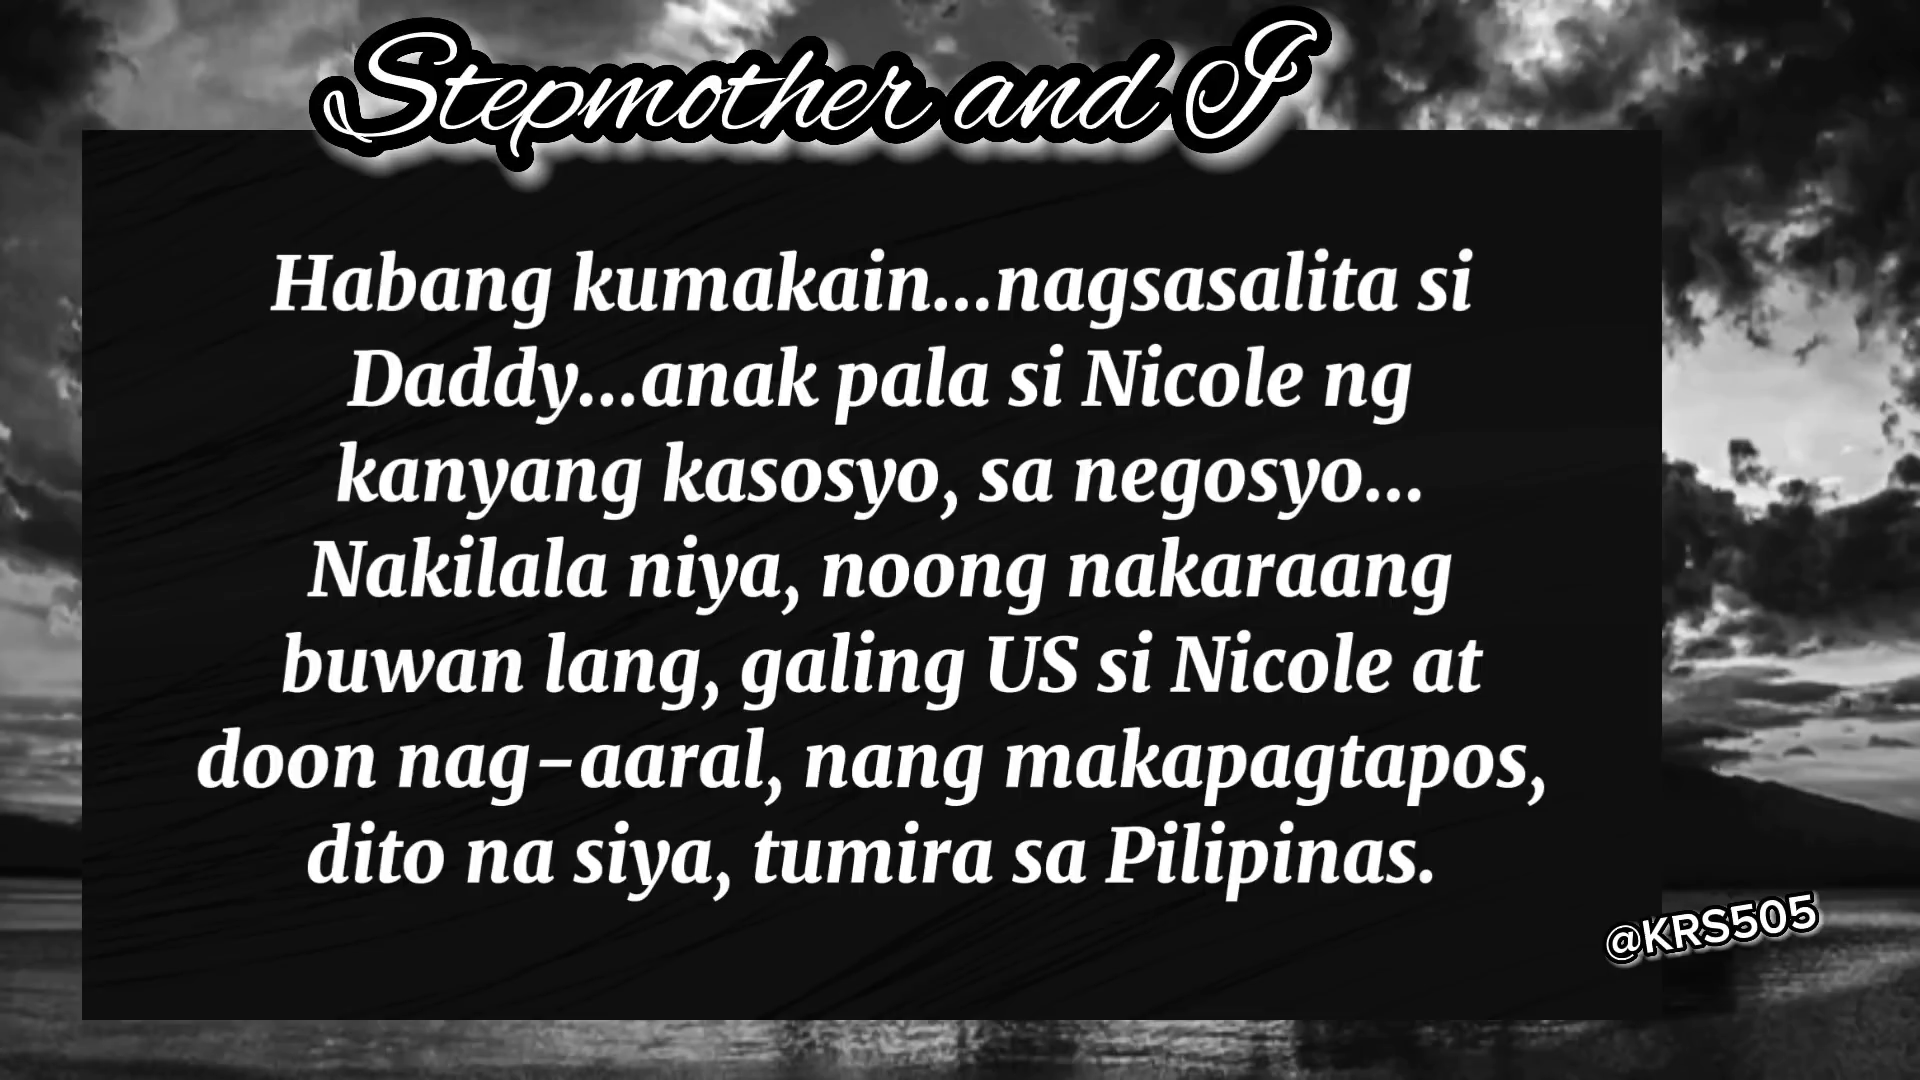 Stepmother and I
Habang kumakain...nagsasalita si
Daddy...anak pala si Nicole ng
kanyang kasosyo, sa negosyo...
Nakilala niya, noong nakaraang
buwan lang, galing US si Nicole at
doon nag-aaral, nang makapagtapos,
dito na siya, tumira sa Pilipinas.
@KRS505